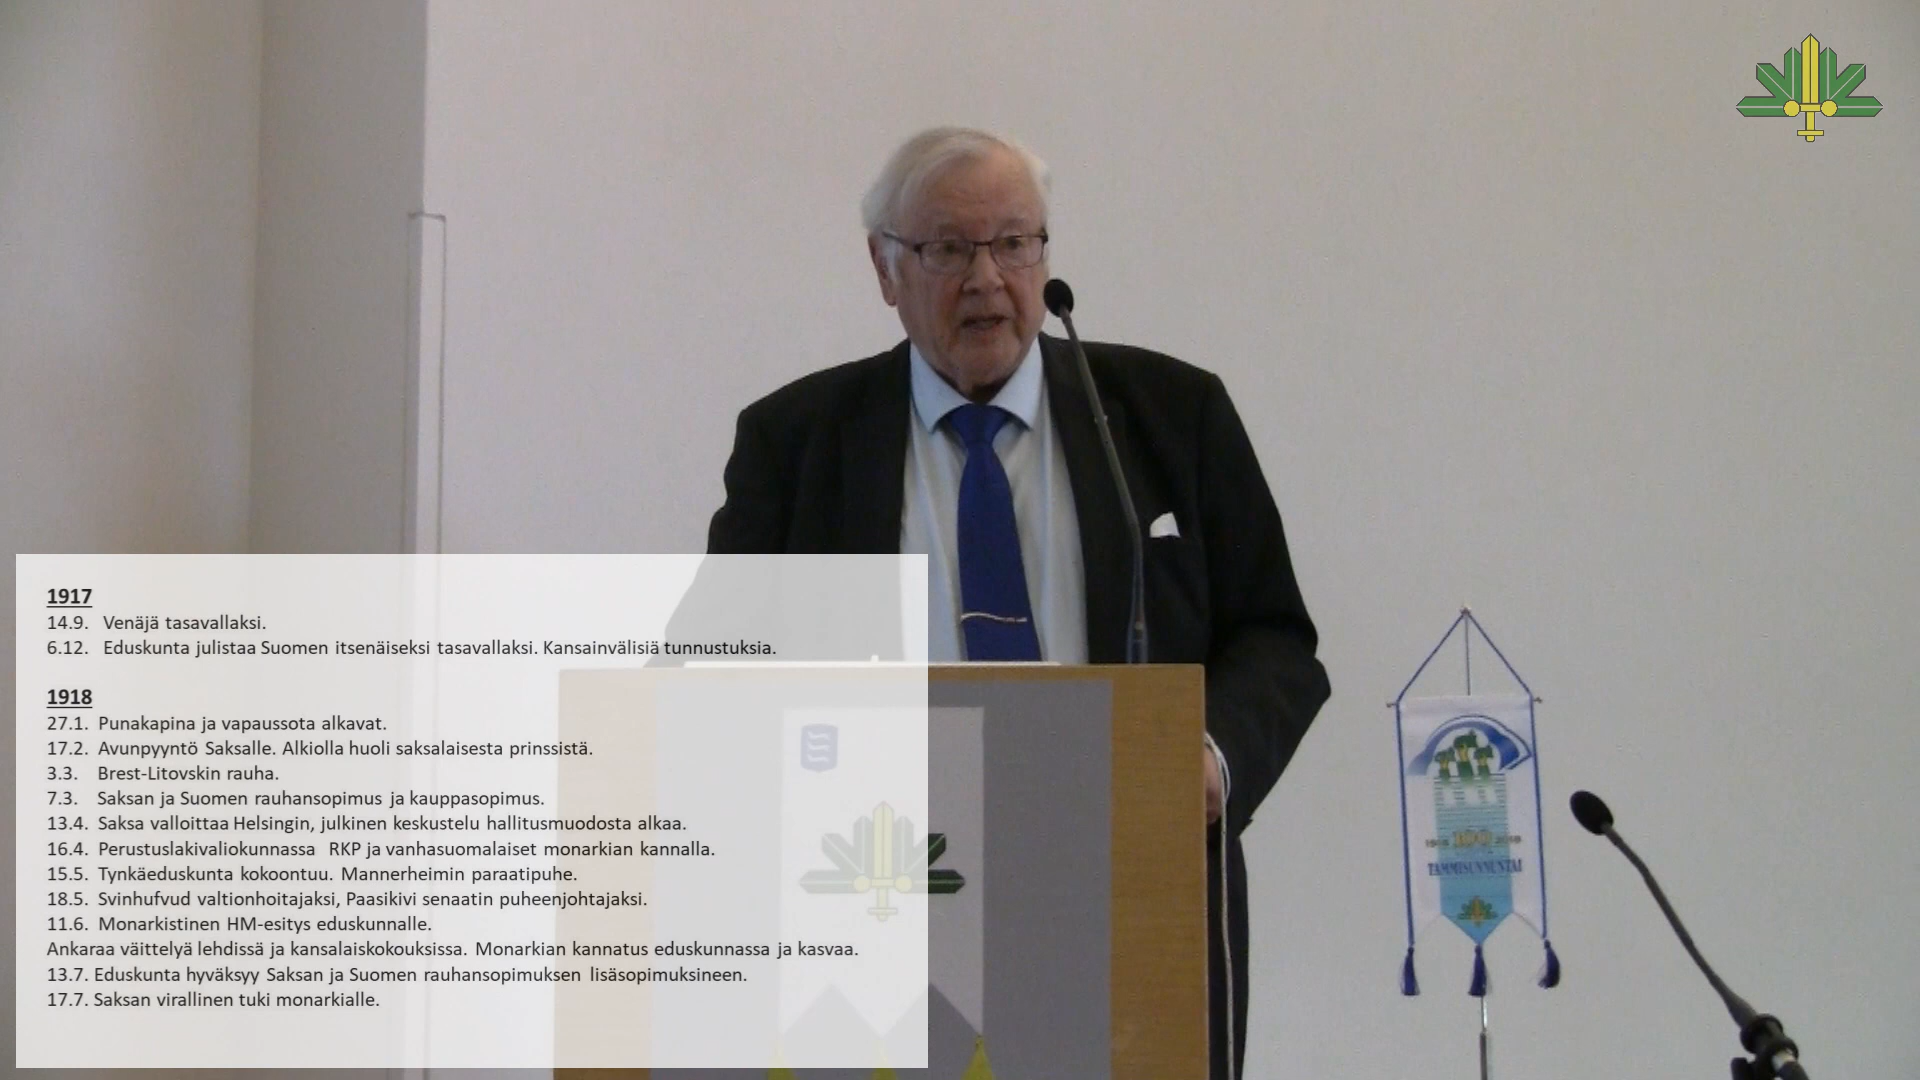 1917
14.9. Venäjä tasavallaksi.
6.12. Eduskunta julistaa Suomen itsenäiseksi tasavallaksi. Kansainvälisiä tunnustuksia.
1918
27.1. Punakapina ja vapaussota alkavat.
17.2. Avunpyyntö Saksalle. Alkiolla huoli saksalaisesta prinssistä.
3.3. Brest-Litovskin rauha.
7.3. Saksan ja Suomen rauhansopimus ja kauppasopimus.
13.4. Saksa valloittaa Helsingin, julkinen keskustelu hallitusmuodosta alkaa.
16.4. Perustuslakivaliokunnassa RKP ja vanhasuomalaiset monarkian kannalla.
15.5. Tynkäeduskunta kokoontuu. Mannerheimin paraatipuhe.
18.5. Svinhufvud valtionhoitajaksi, Paasikivi senaatin puheenjohtajaksi.
11.6. Monarkistinen HM-esitys eduskunnalle.
Ankaraa väittelyä lehdissä ja kansalaiskokouksissa. Monarkian kannatus eduskunnassa ja kasvaa.
13.7. Eduskunta hyväksyy Saksan ja Suomen rauhansopimuksen lisäsopimuksineen.
17.7. Saksan virallinen tuki monarkialle.
100
TAMMISUNNUNTAI